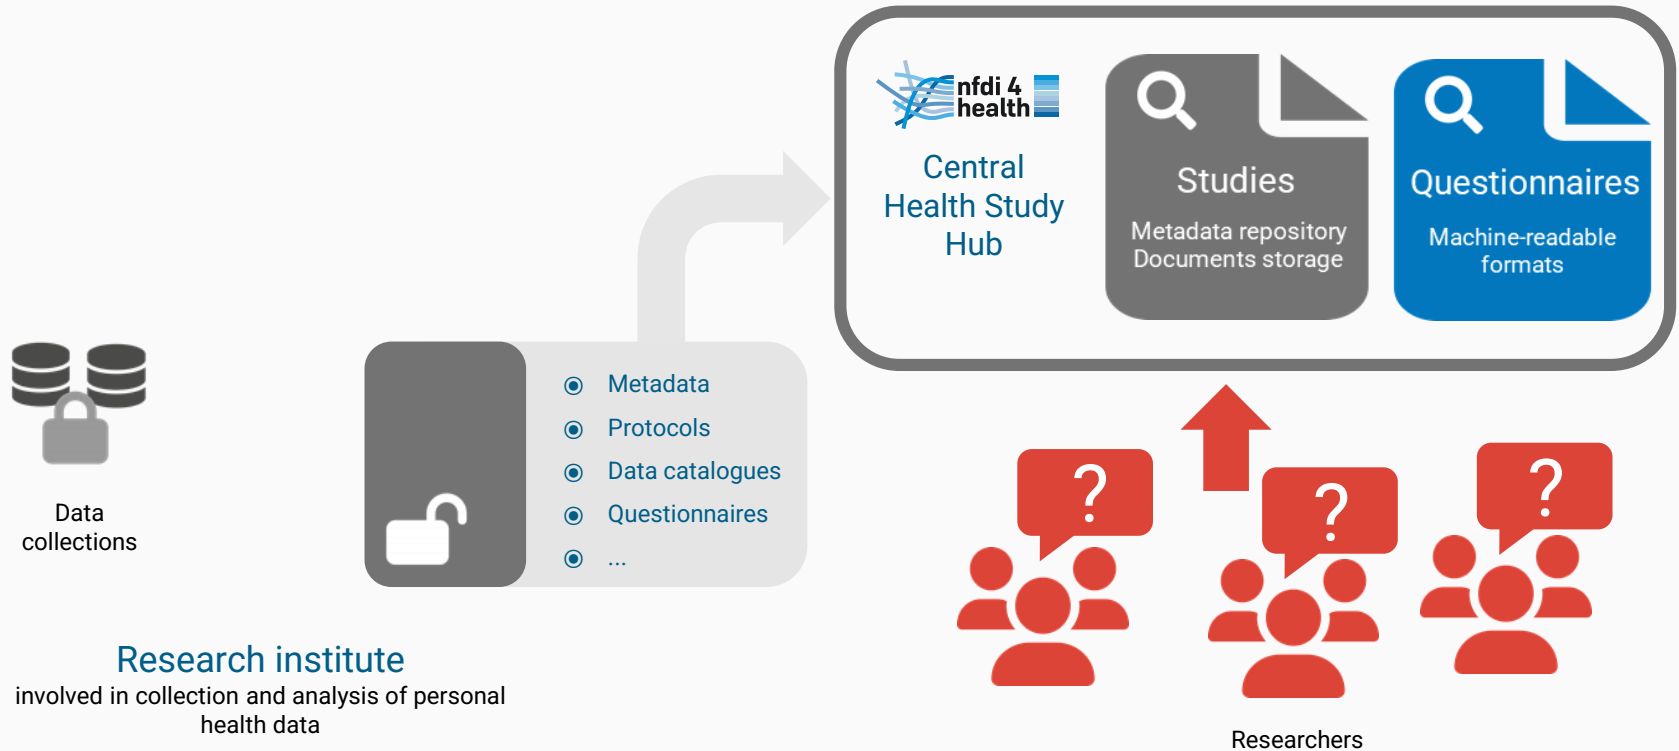 nfdi 4
health
Central
Health Study
Hub
Studies
Metadata repository
Documents storage
Questionnaires
Machine-readable
formats
Metadata
Protocols
Data catalogues
Questionnaires
...
Data
collections
?
?
?
Research institute
involved in collection and analysis of personal
health data
Researchers